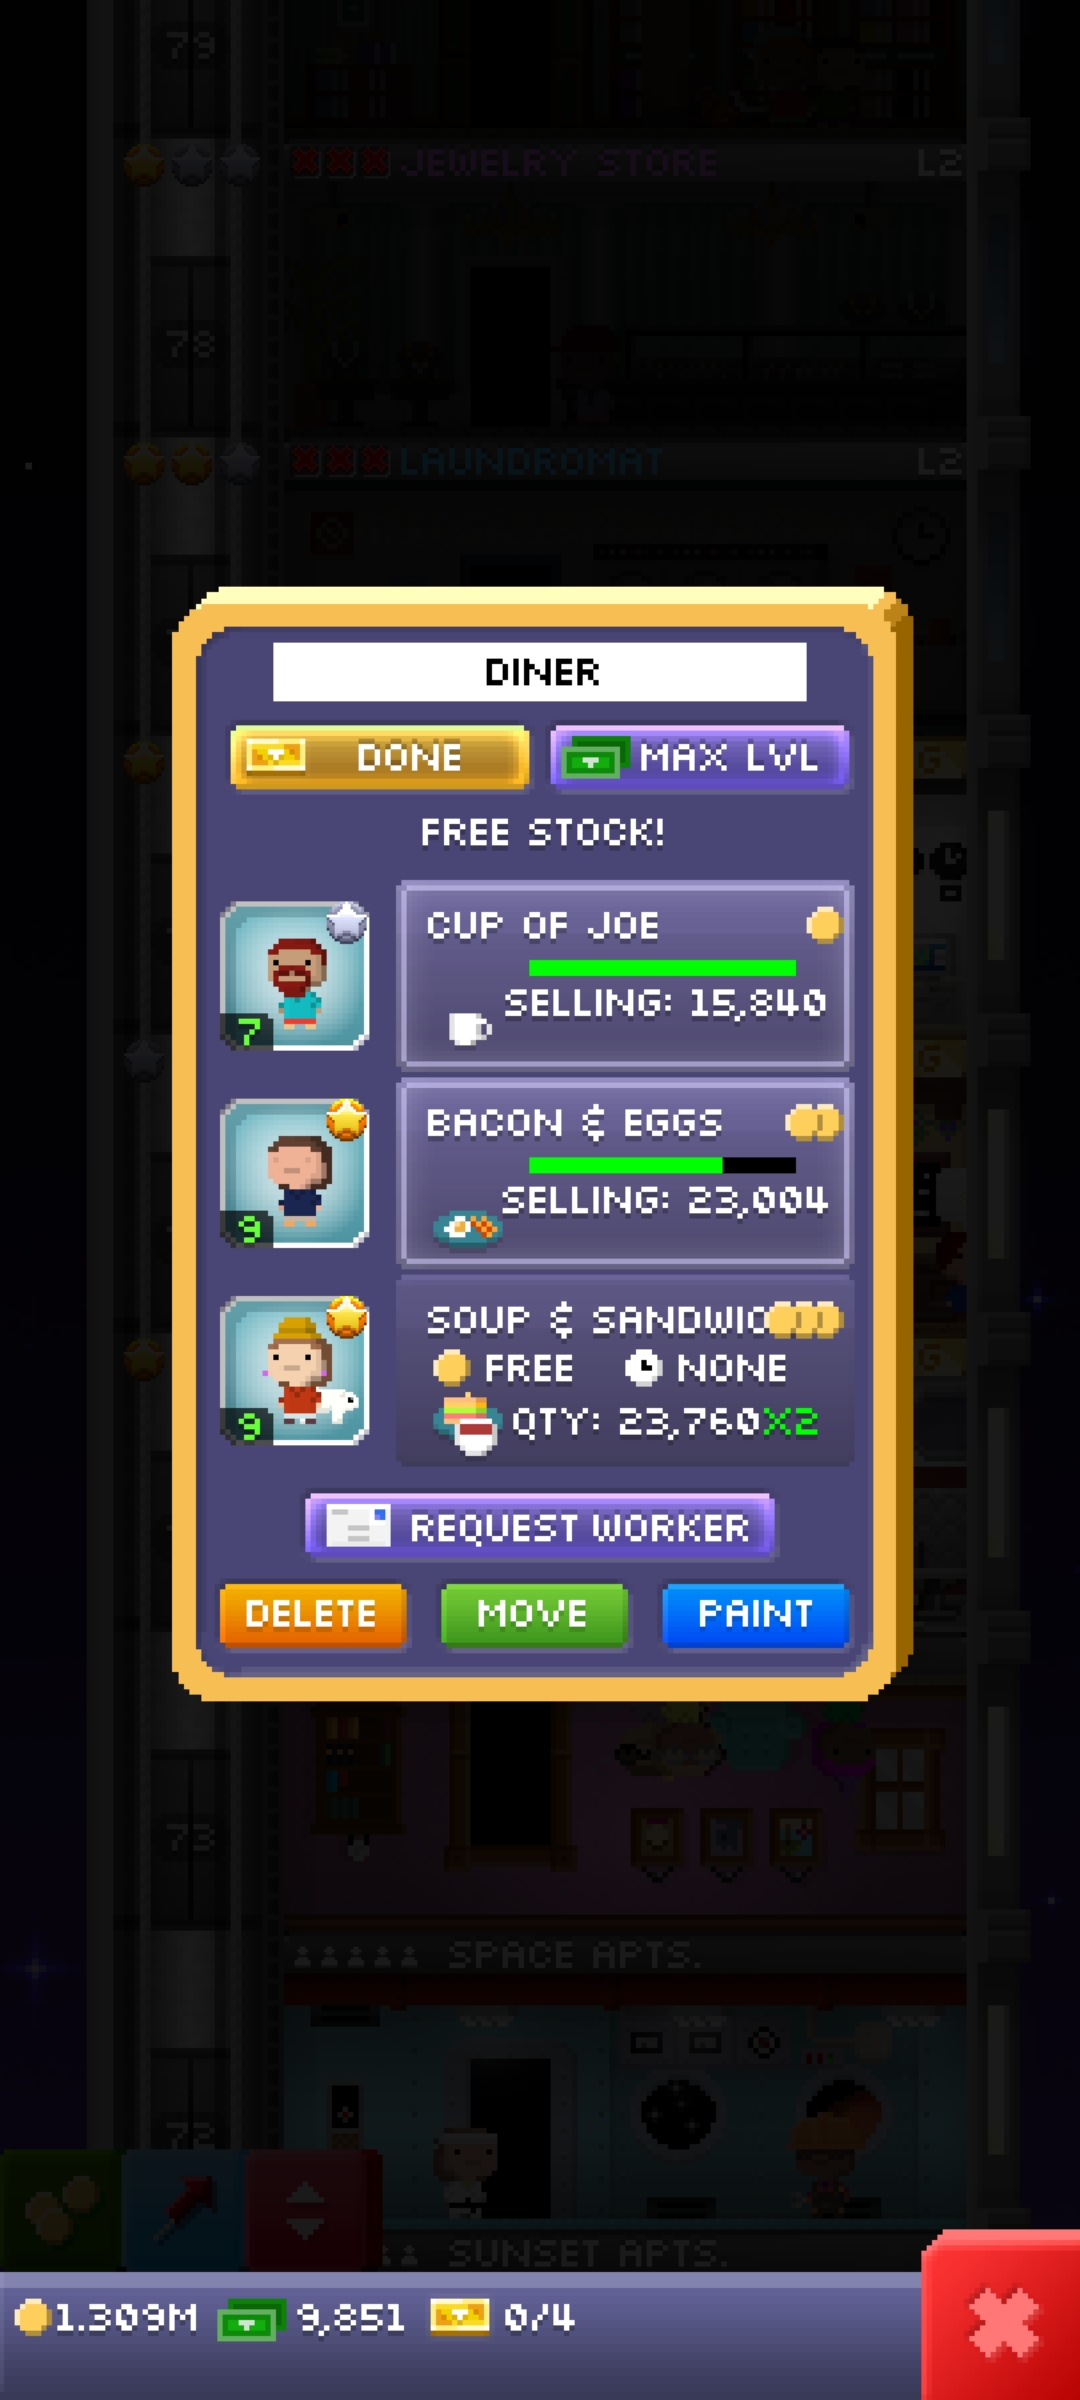 79
JEWELRY STORE L2
78
LAUNDROMAT L2
DINER
DONE
MAX LVL
G
FREE STOCK!
CUP OF JOE
SELLING: 15,840
7
G
BACON & EGGS
SELLING: 23,004
9
SOUP & SANDWIC
G
FREE NONE
QTY: 23,760X2
9
REQUEST WORKER
DELETE
MOVE
PAINT
73
SPACE APTS.
72
SUNSET APTS.
1.309M 9,851 0/4